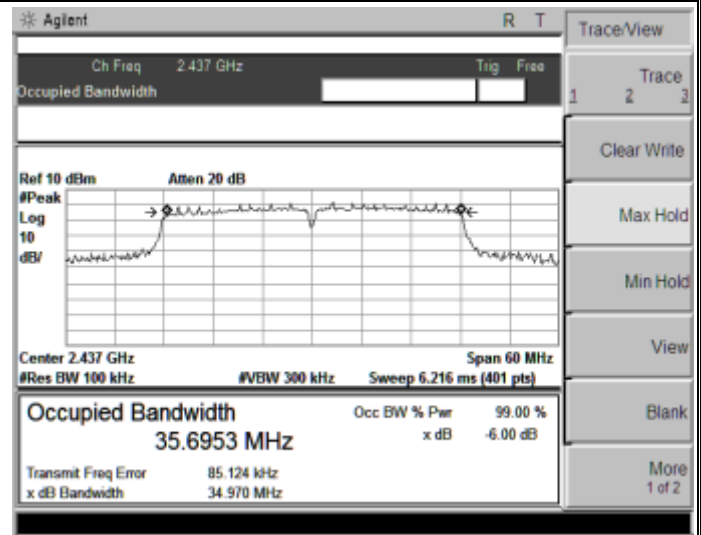 Agilent R T
Trace/View
Ch Freq 2.437 GHz Trig Free
Occupied Bandwidth
Trace
1 2 3
Clear Write
Max Hold
Min Hold
View
Blank
More
1 of 2
Ref 10 dBm Atten 20 dB
#Peak
Log
10
dB/
Center 2.437 GHz Span 60 MHz
#Res BW 100 kHz #VBW 300 kHz Sweep 6.216 ms (401 pts)
Occupied Bandwidth Occ BW % Pwr 99.00 %
35.6953 MHz x dB -6.00 dB
Transmit Freq Error 85.124 kHz
x dB Bandwidth 34.970 MHz